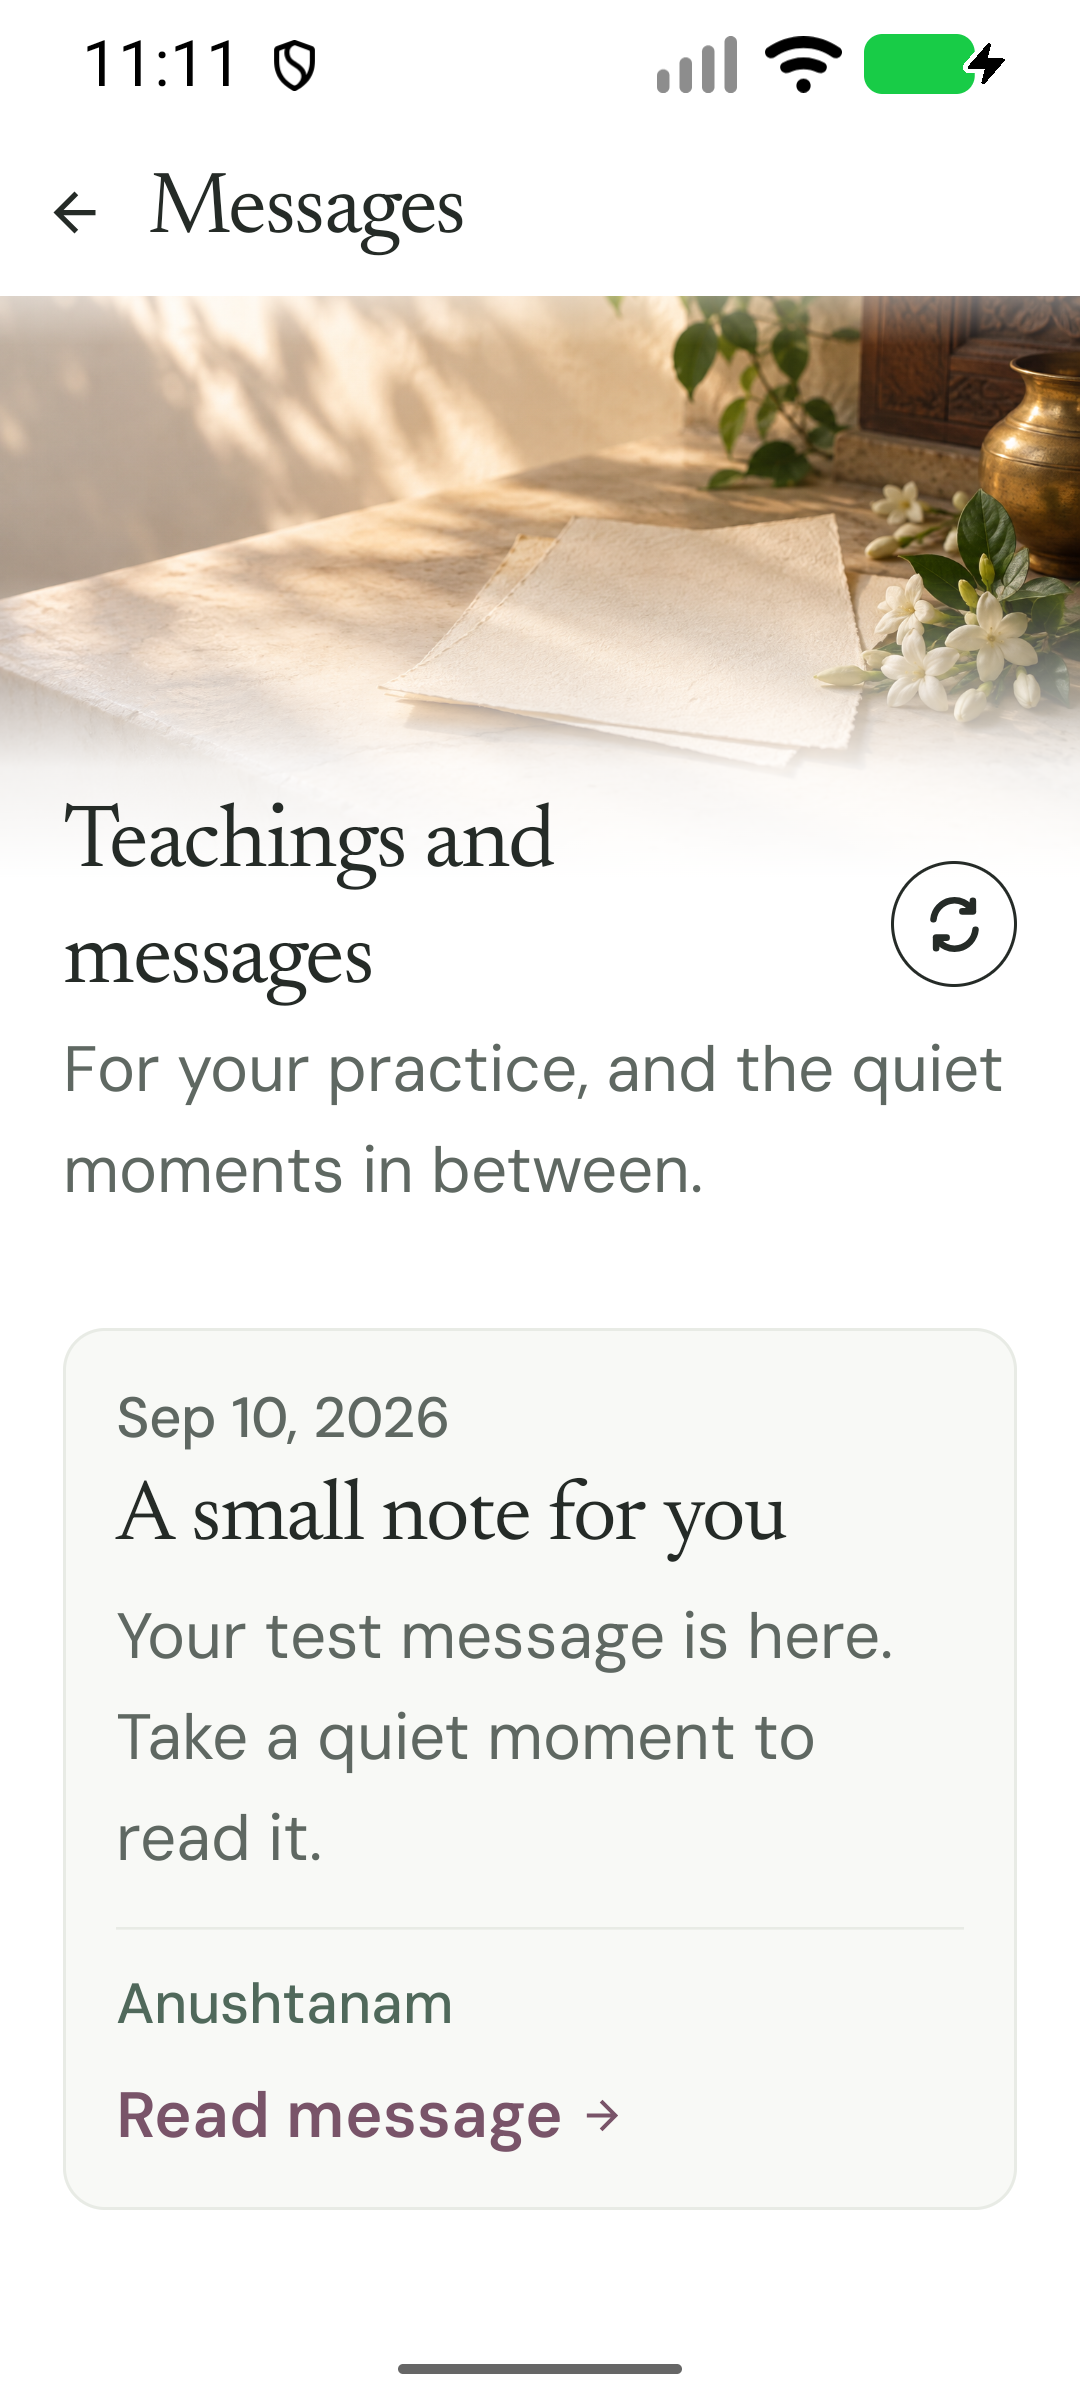 11:11
Messages
Teachings and
messages
For your practice, and the quiet
moments in between.
Sep 10, 2026
A small note for you
Your test message is here.
Take a quiet moment to
read it.
Anushtanam
Read message →